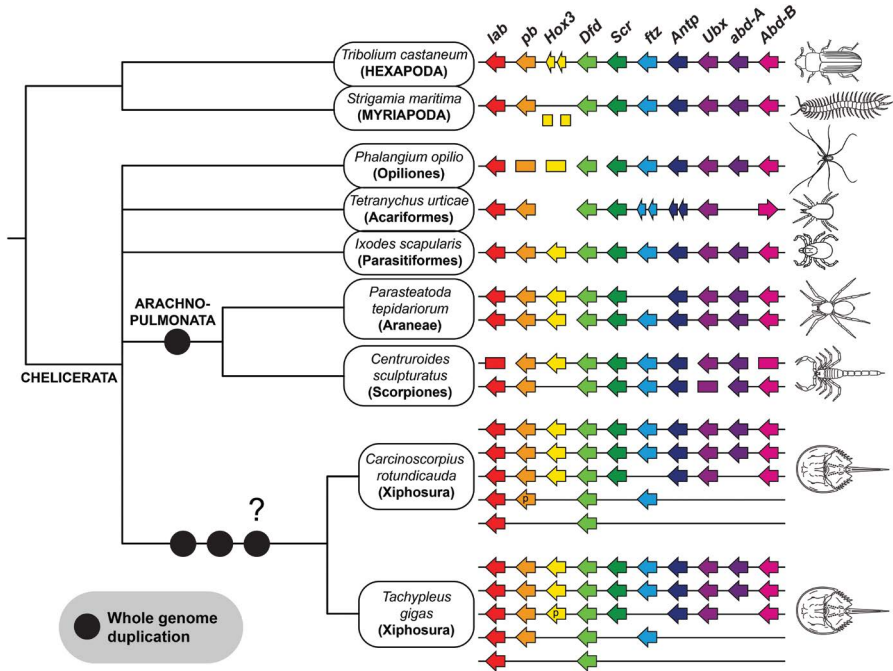 lab pb Hox3 Dfd Scr ftz Antp Ubx abd-A Abd-B
Tribolium castaneum
(HEXAPODA)
Strigamia maritima
(MYRIAPODA)
Phalangium opilio
(Opiliones)
Tetranychus urticae
(Acariformes)
Ixodes scapularis
(Parasitiformes)
ARACHNO-
PULMONATA
Parasteatoda
tepidariorum
(Araneae)
CHELICERATA
Centruroides
sculpturatus
(Scorpiones)
Carcinoscorpius
rotundicauda
(Xiphosura)
p
?
Tachypleus
gigas
(Xiphosura)
p
Whole genome
duplication